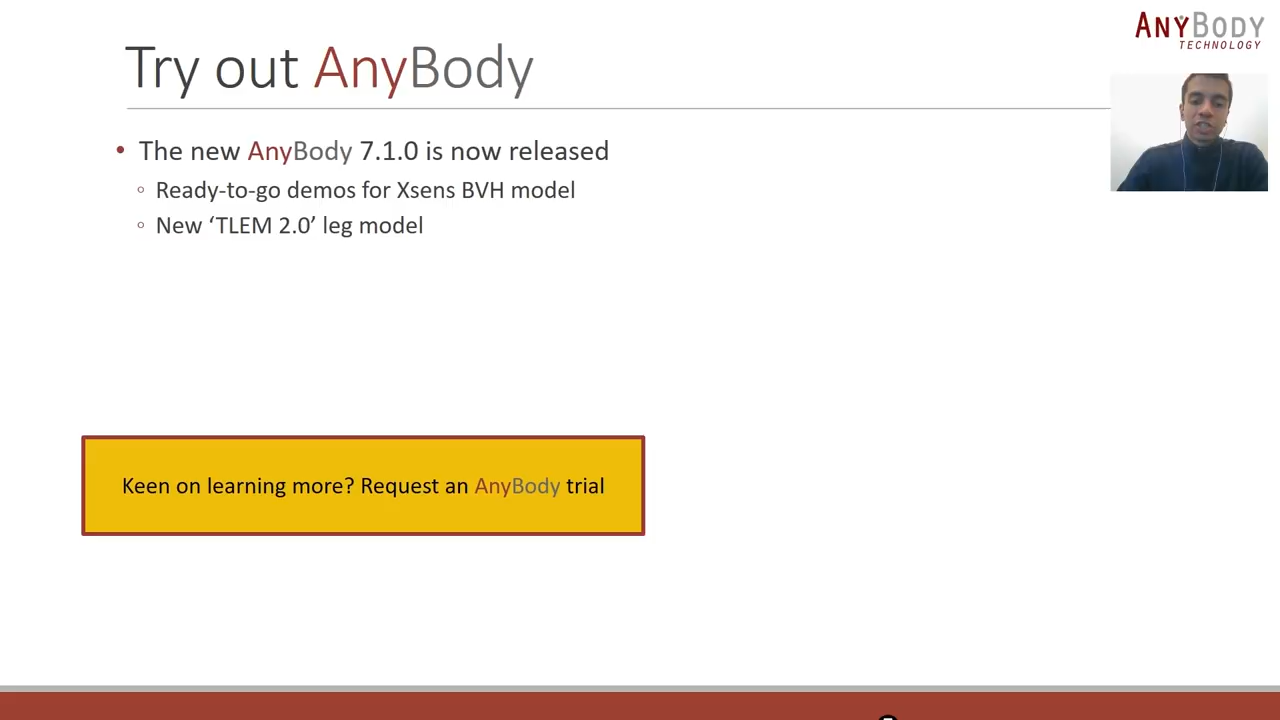 ANYBODY
TECHNOLOGY
Try out AnyBody
• The new AnyBody 7.1.0 is now released
◦ Ready-to-go demos for Xsens BVH model
◦ New ‘TLEM 2.0’ leg model
Keen on learning more? Request an AnyBody trial